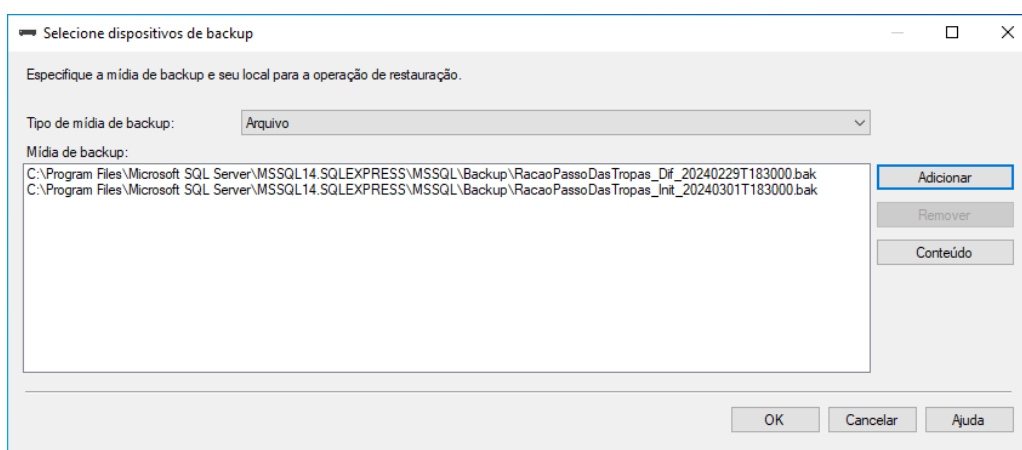 Selecione dispositivos de backup
Especifique a mídia de backup e seu local para a operação de restauração.
Tipo de mídia de backup: Arquivo
Mídia de backup:
C:\Program Files\Microsoft SQL Server\MSSQL14.SQLEXPRESS\MSSQL\Backup\RacaoPassoDasTropas_Dif_20240229T183000.bak
C:\Program Files\Microsoft SQL Server\MSSQL14.SQLEXPRESS\MSSQL\Backup\RacaoPassoDasTropas_Init_20240301T183000.bak
Adicionar
Remover
Conteúdo
OK Cancelar Ajuda